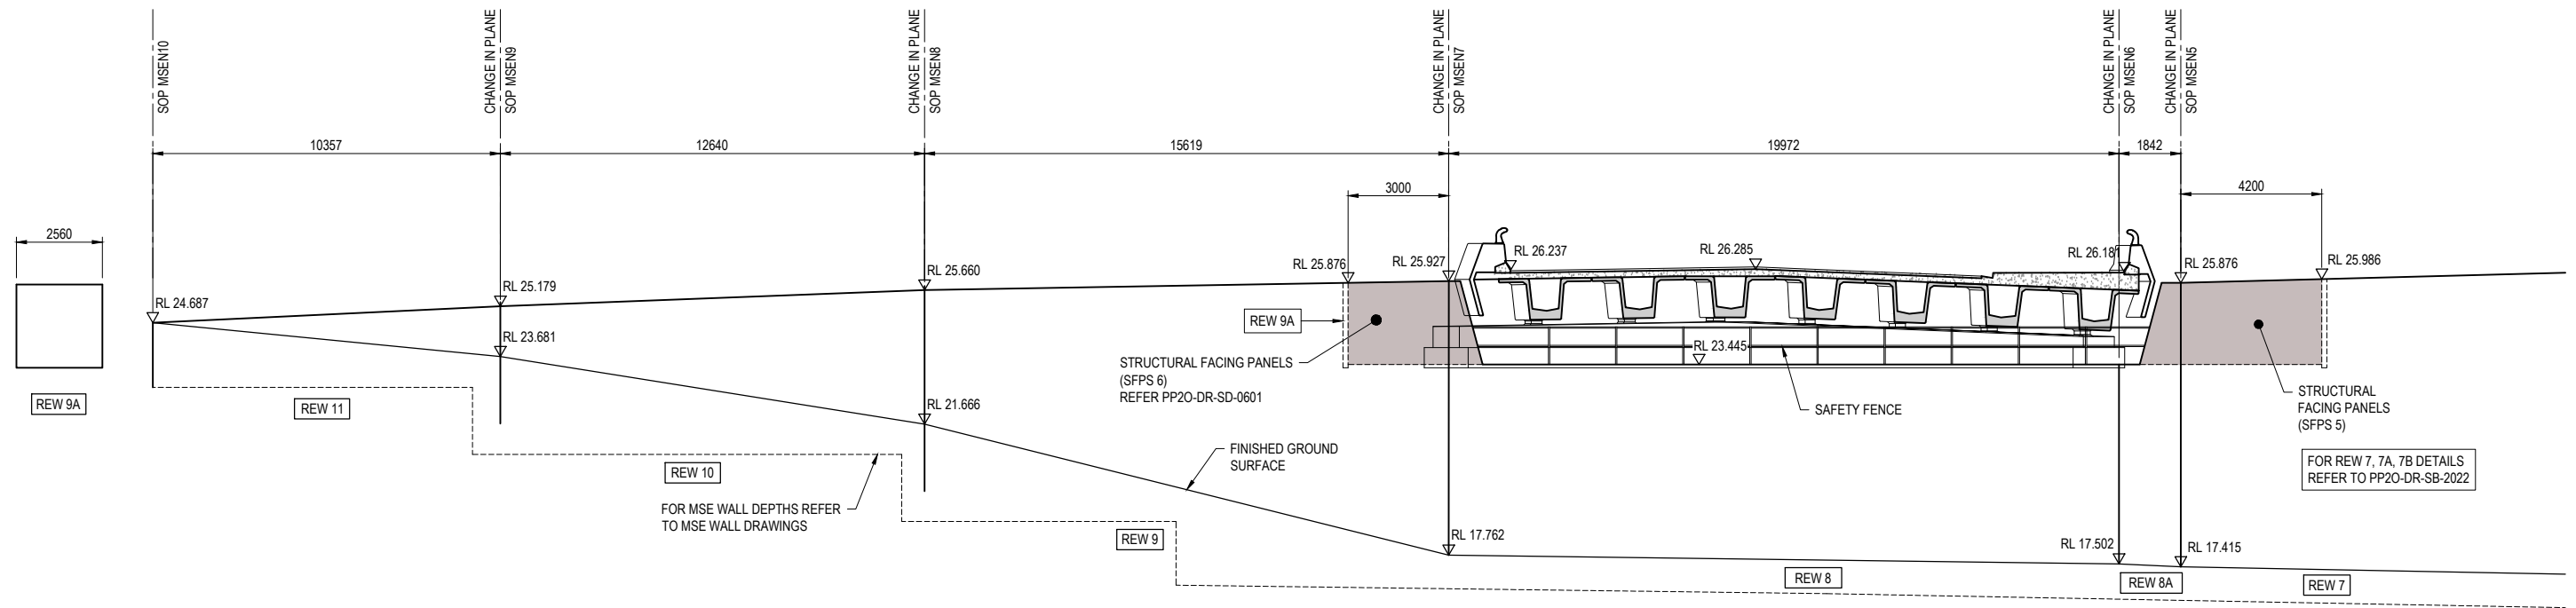 SOP MSEN10
CHANGE IN PLANE
SOP MSEN9
CHANGE IN PLANE
SOP MSEN8
CHANGE IN PLANE
SOP MSEN7
CHANGE IN PLANE
SOP MSEN6
CHANGE IN PLANE
SOP MSEN5
10357
12640
15619
19972
1842
3000
4200
2560
RL 24.687
RL 25.179
RL 25.660
RL 25.876
RL 25.927
RL 26.237
RL 26.285
RL 26.181
RL 25.876
RL 25.986
RL 23.681
RL 21.666
REW 9A
STRUCTURAL FACING PANELS
(SFPS 6)
REFER PP2O-DR-SD-0601
RL 23.445
SAFETY FENCE
STRUCTURAL
FACING PANELS
(SFPS 5)
REW 9A
REW 11
REW 10
FOR MSE WALL DEPTHS REFER
TO MSE WALL DRAWINGS
FINISHED GROUND
SURFACE
FOR REW 7, 7A, 7B DETAILS
REFER TO PP2O-DR-SB-2022
REW 9
RL 17.762
RL 17.502
RL 17.415
REW 8
REW 8A
REW 7